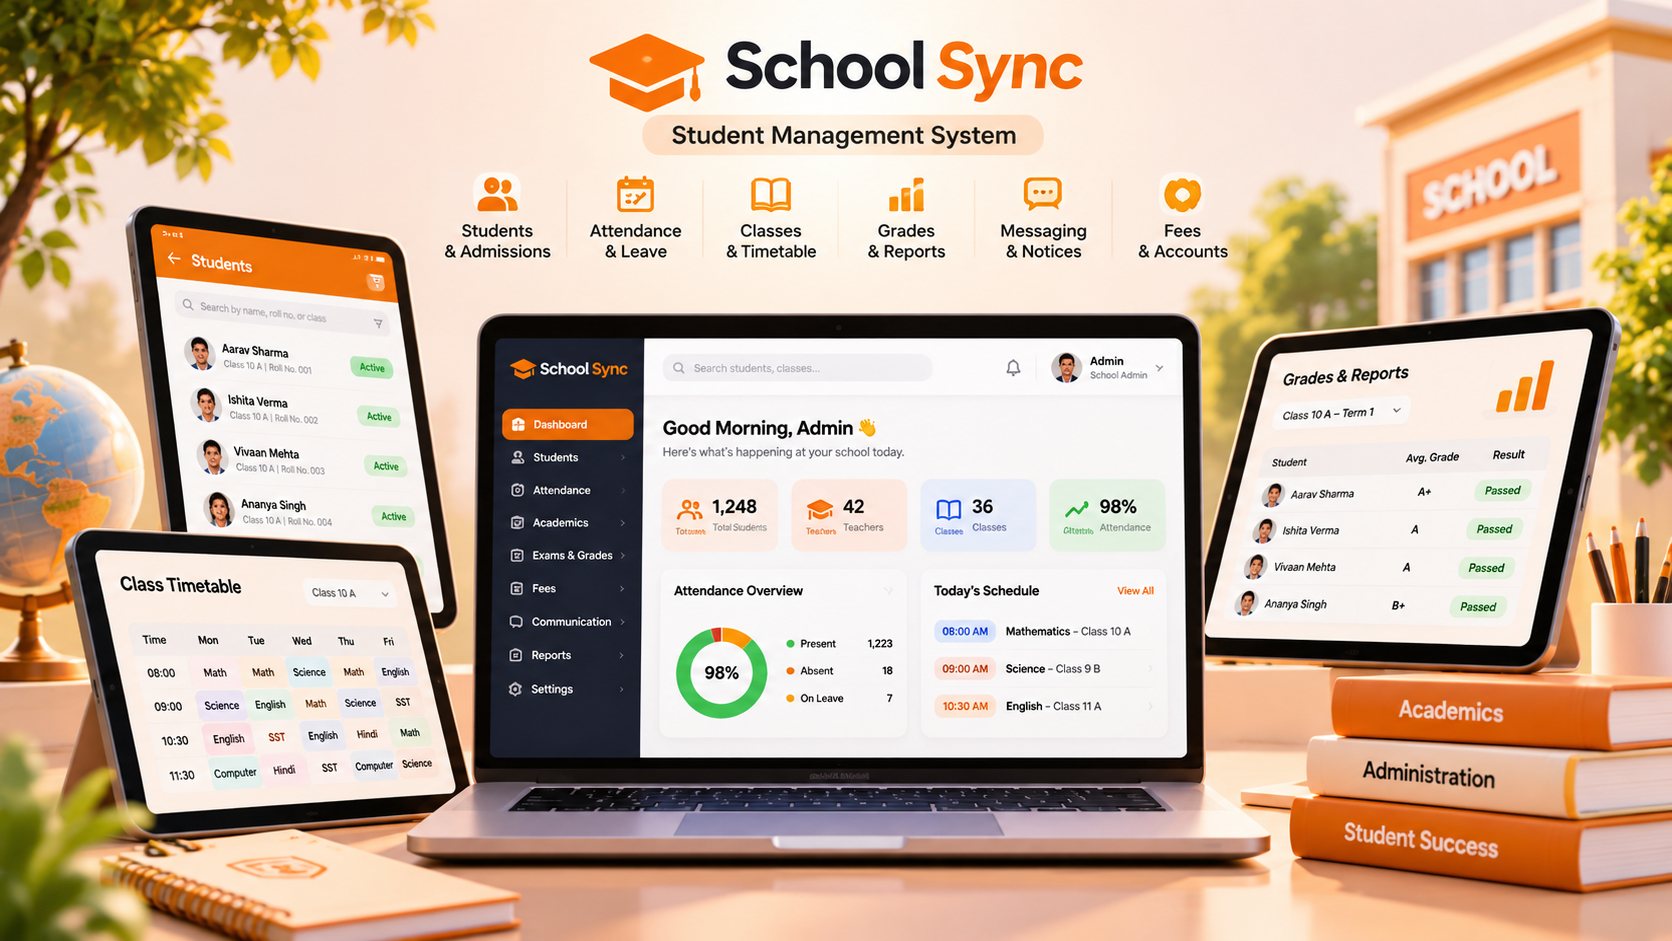 School Sync
Student Management System
Students
& Admissions
Attendance
& Leave
Classes
& Timetable
Grades
& Reports
Messaging
& Notices
Fees
& Accounts
SCHOOL
Students
Search by name, roll no, or class
Aarav Sharma
Class 10 A | Roll No. 001
Active
Ishita Verma
Class 10 A | Roll No. 002
Active
Vivaan Mehta
Class 10 A | Roll No. 003
Active
Ananya Singh
Class 10 A | Roll No. 004
Active
Class Timetable
Class 10 A
Time Mon Tue Wed Thu Fri
08:00 Math Math Science Math English
09:00 Science English Math Science SST
10:30 English SST English Hindi Math
11:30 Computer Hindi SST Computer Science
School Sync
Dashboard
Students
Attendance
Academics
Exams & Grades
Fees
Communication
Reports
Settings
Search students, classes...
Admin
School Admin
Good Morning, Admin 👋
Here's what's happening at your school today.
1,248
Total Students
42
Teachers
Teachers
36
Classes
Classes
98%
Attendance
Attendance Overview
98%
Present 1,223
Absent 18
On Leave 7
Today's Schedule View All
08:00 AM Mathematics – Class 10 A
09:00 AM Science – Class 9 B
10:30 AM English – Class 11 A
Grades & Reports
Class 10 A – Term 1
Student Avg. Grade Result
Aarav Sharma A+ Passed
Ishita Verma A Passed
Vivaan Mehta A Passed
Ananya Singh B+ Passed
Academics
Administration
Student Success